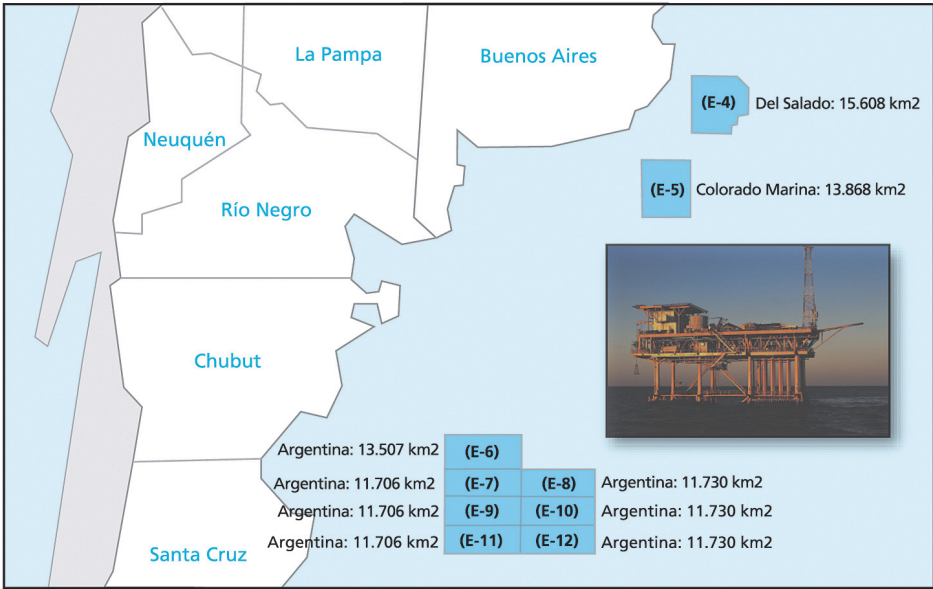 La Pampa
Buenos Aires
(E-4)
Del Salado: 15.608 km2
Neuquén
(E-5)
Colorado Marina: 13.868 km2
Río Negro
Chubut
Argentina: 13.507 km2
(E-6)
Argentina: 11.706 km2
(E-7)
(E-8)
Argentina: 11.730 km2
Argentina: 11.706 km2
(E-9)
(E-10)
Argentina: 11.730 km2
Argentina: 11.706 km2
(E-11)
(E-12)
Argentina: 11.730 km2
Santa Cruz